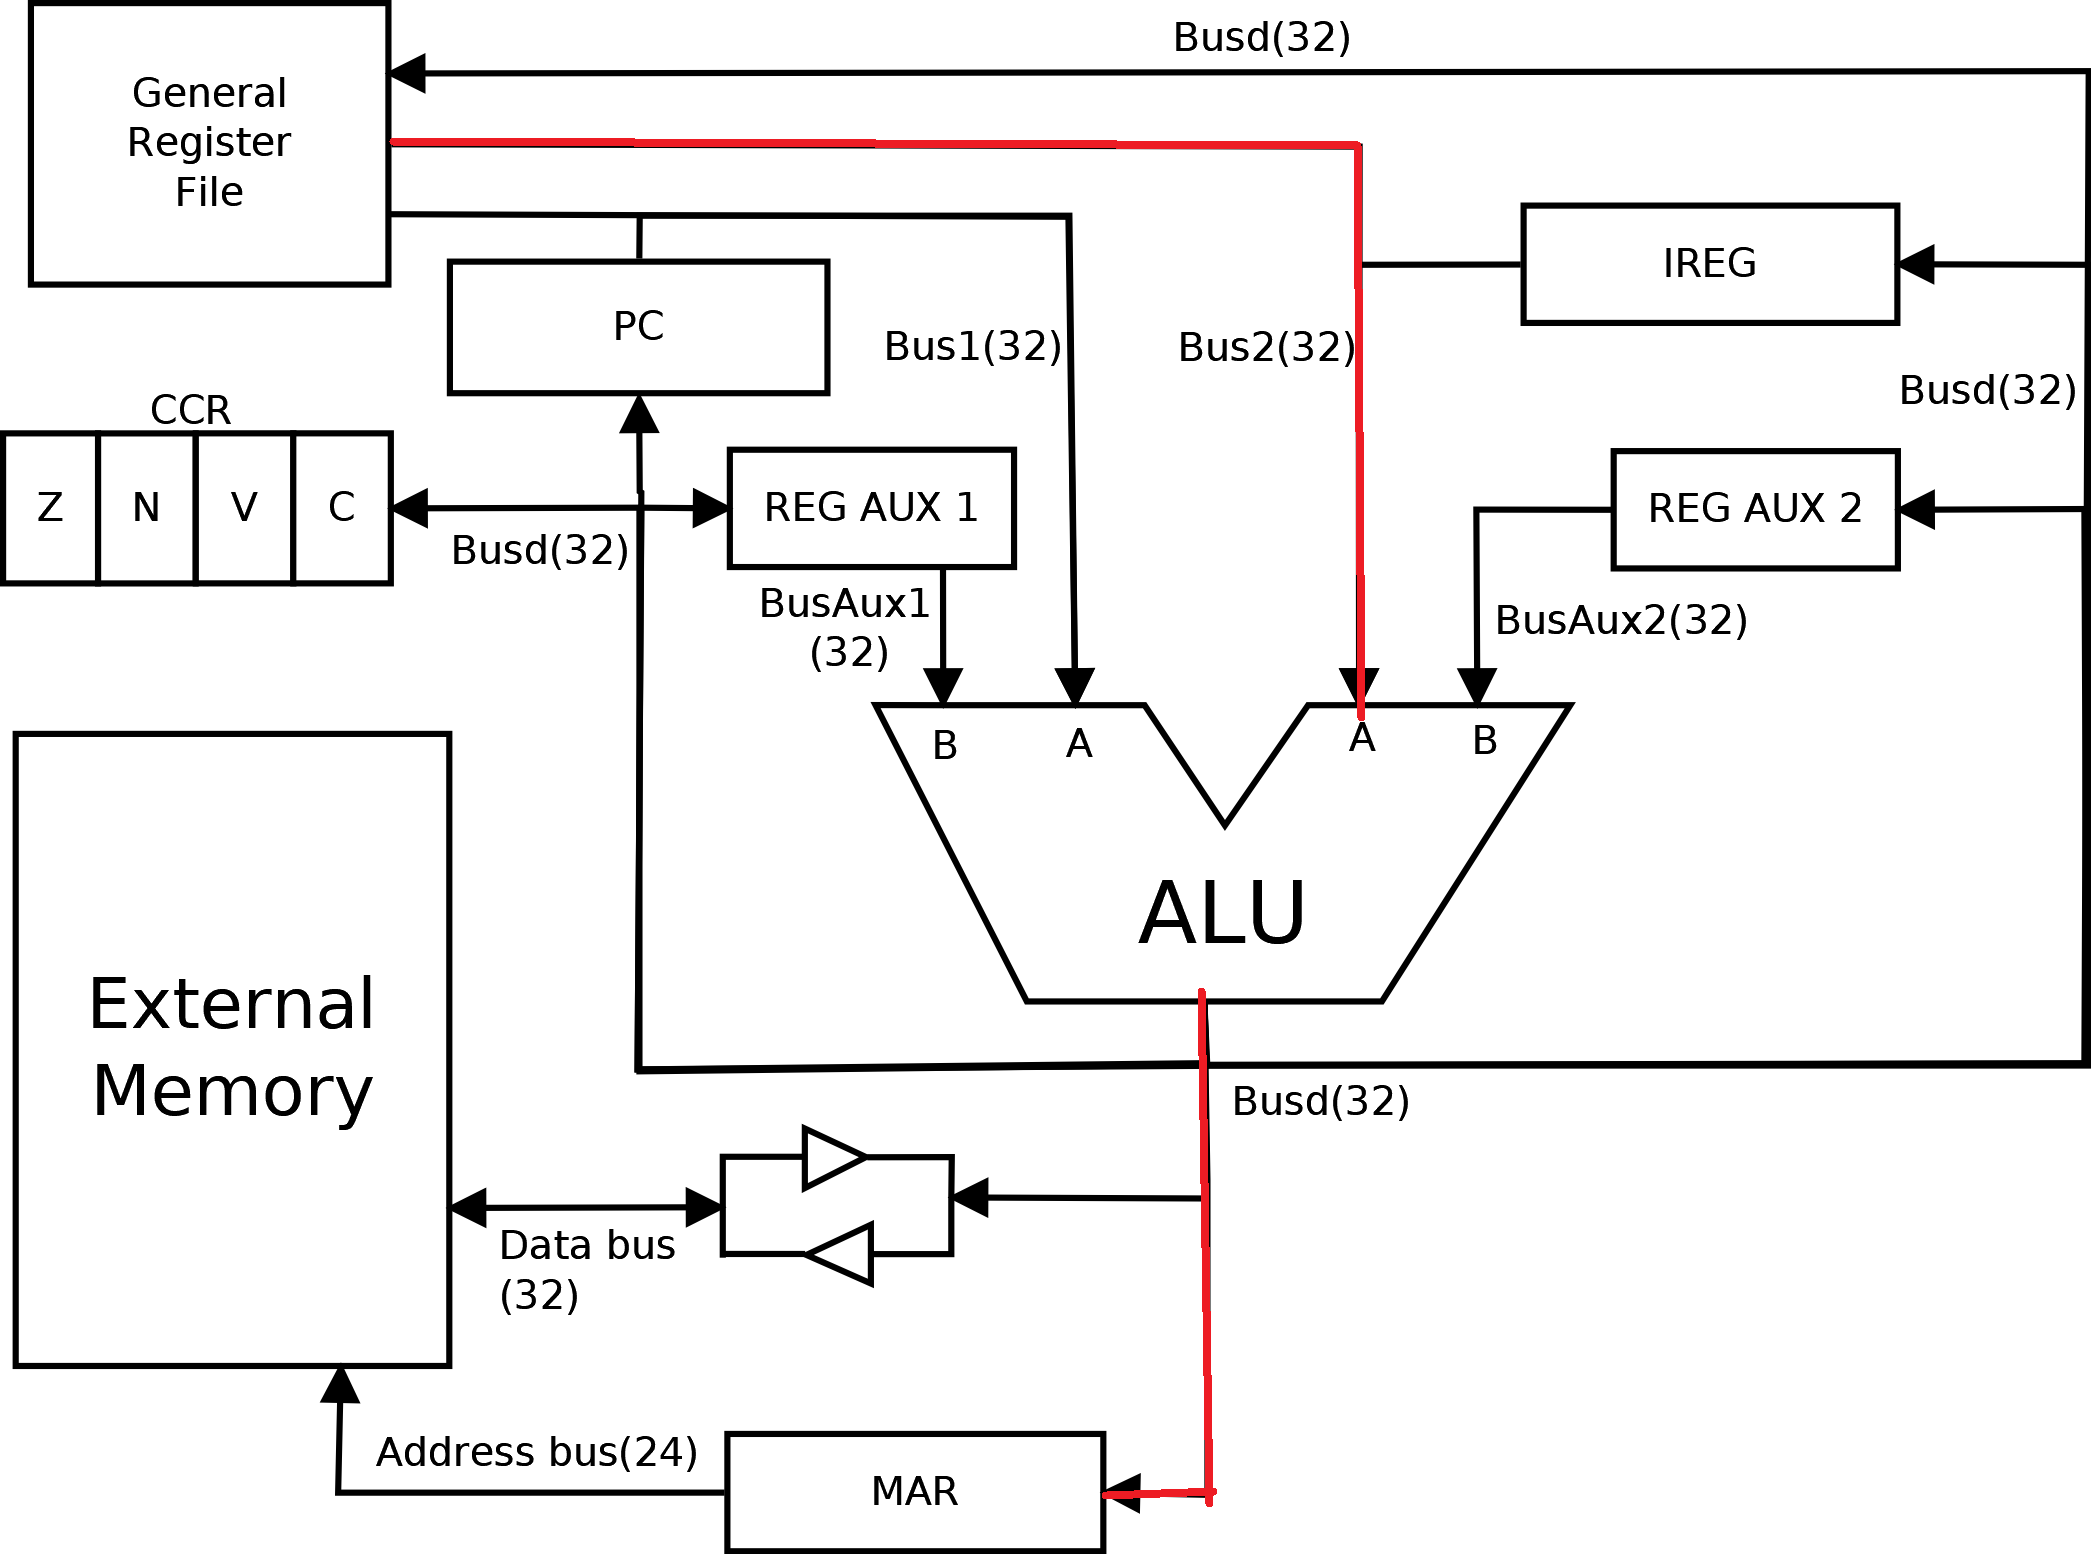 Busd(32)
General
Register
File
IREG
PC
Bus1(32)
Bus2(32)
Busd(32)
CCR
Z N V C
REG AUX 1
REG AUX 2
Busd(32)
BusAux1
(32)
BusAux2(32)
B A A B
ALU
External
Memory
Busd(32)
Data bus
(32)
Address bus(24)
MAR